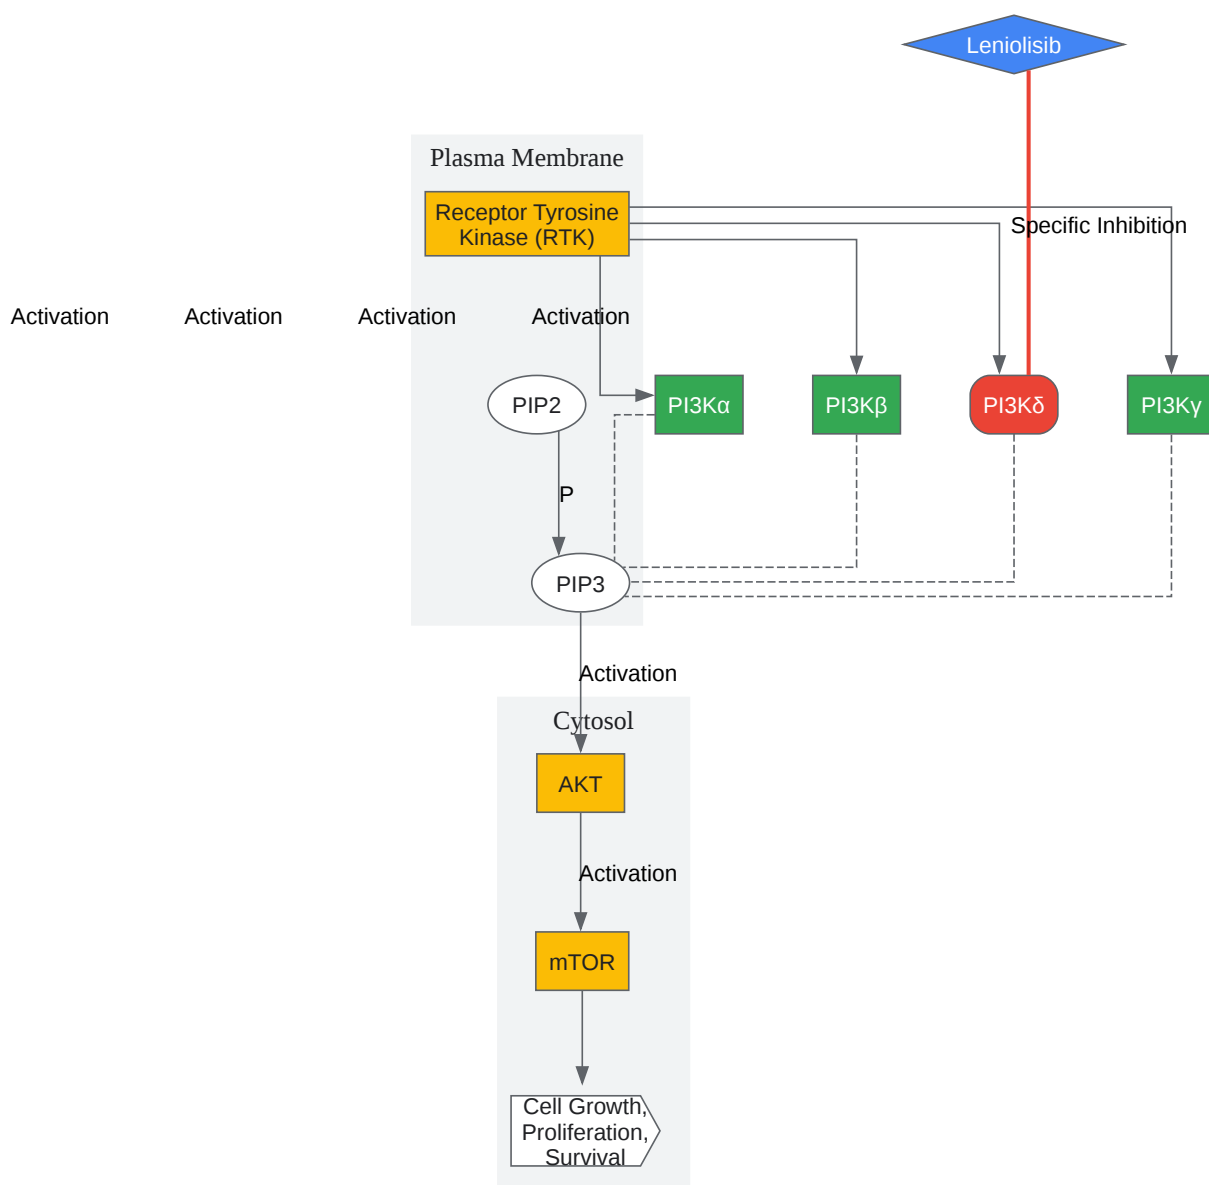 Leniolisib
Plasma Membrane
Receptor Tyrosine
Kinase (RTK)
Specific Inhibition
Activation
Activation
Activation
Activation
PIP2
PI3Kα
PI3Kβ
PI3Kδ
PI3Kγ
P
PIP3
Activation
Cytosol
AKT
Activation
mTOR
Cell Growth,
Proliferation,
Survival